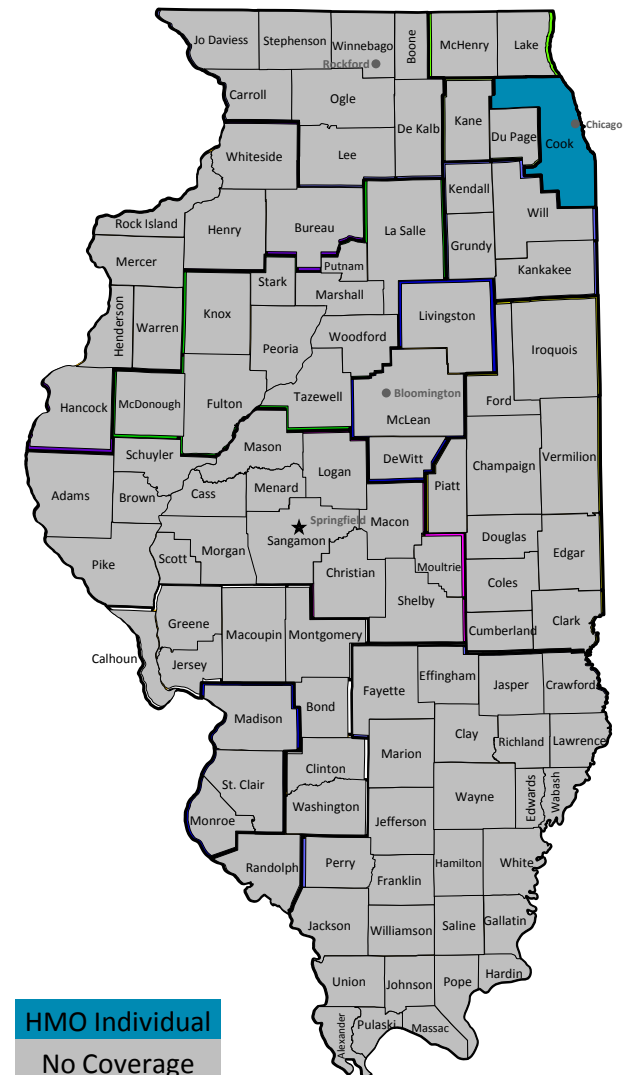 Jo Daviess Stephenson Winnebago Boone McHenry Lake
Rockford
Carroll Ogle De Kalb Kane Du Page Cook Chicago
Whiteside Lee
Kendall Will
Rock Island Henry Bureau La Salle Grundy
Mercer Putnam Kankakee
Stark Marshall
Henderson Warren Knox Peoria Woodford Livingston Iroquois
Hancock McDonough Fulton Tazewell Bloomington Ford
McLean
Schuyler Mason Logan DeWitt Champaign Vermilion
Adams Brown Cass Menard Piatt
Springfield Macon
Pike Scott Morgan Sangamon Christian Moultrie Douglas Edgar
Coles
Shelby
Greene Macoupin Montgomery Cumberland Clark
Calhoun Jersey
Fayette Effingham Jasper Crawford
Madison Bond
Clay Richland Lawrence
Clinton Marion
St. Clair Wayne Edwards Wabash
Monroe Washington Jefferson
Randolph Perry Hamilton White
Franklin
Jackson Williamson Saline Gallatin
Union Johnson Pope Hardin
Alexander Pulaski Massac
HMO Individual
No Coverage